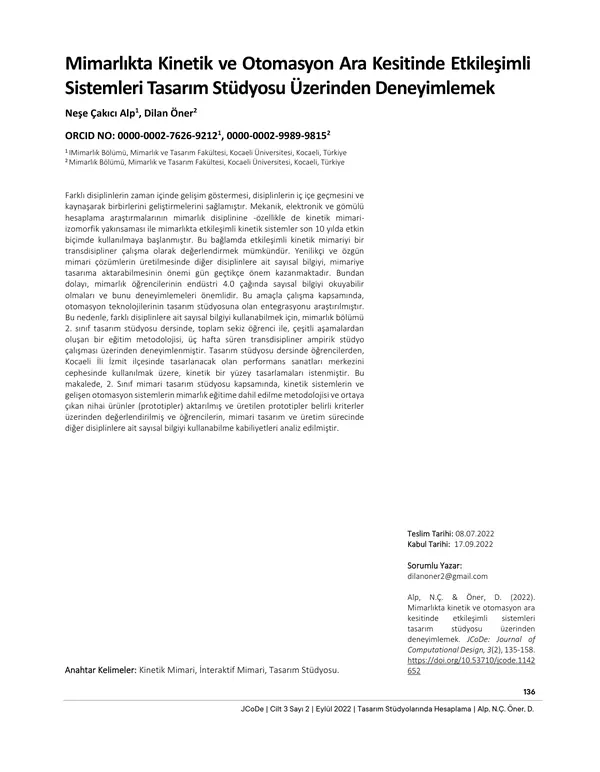 Mimarlıkta Kinetik ve Otomasyon Ara Kesitinde Etkileşimli
Sistemleri Tasarım Stüdyosu Üzerinden Deneyimlemek
Neşe Çakıcı Alp1, Dilan Öner2
ORCID NO: 0000-0002-7626-92121, 0000-0002-9989-98152
1 IMimarlık Bölümü, Mimarlık ve Tasarım Fakültesi, Kocaeli Üniversitesi, Kocaeli, Türkiye
2 Mimarlık Bölümü, Mimarlık ve Tasarım Fakültesi, Kocaeli Üniversitesi, Kocaeli, Türkiye
Farklı disiplinlerin zaman içinde gelişim göstermesi, disiplinlerin iç içe geçmesini ve
kaynaşarak birbirlerini geliştirmelerini sağlamıştır. Mekanik, elektronik ve gömülü
hesaplama araştırmalarının mimarlık disiplinine -özellikle de kinetik mimari-
izomorfik yakınsaması ile mimarlıkta etkileşimli kinetik sistemler son 10 yılda etkin
biçimde kullanılmaya başlanmıştır. Bu bağlamda etkileşimli kinetik mimariyi bir
transdisipliner çalışma olarak değerlendirmek mümkündür. Yenilikçi ve özgün
mimari çözümlerin üretilmesinde diğer disiplinlere ait sayısal bilgiyi, mimariye
tasarıma aktarabilmesinin önemi gün geçtikçe önem kazanmaktadır. Bundan
dolayı, mimarlık öğrencilerinin endüstri 4.0 çağında sayısal bilgiyi okuyabilir
olmaları ve bunu deneyimlemeleri önemlidir. Bu amaçla çalışma kapsamında,
otomasyon teknolojilerinin tasarım stüdyosuna olan entegrasyonu araştırılmıştır.
Bu nedenle, farklı disiplinlere ait sayısal bilgiyi kullanabilmek için, mimarlık bölümü
2. sınıf tasarım stüdyosu dersinde, toplam sekiz öğrenci ile, çeşitli aşamalardan
oluşan bir eğitim metodolojisi, üç hafta süren transdisipliner ampirik stüdyo
çalışması üzerinden deneyimlenmiştir. Tasarım stüdyosu dersinde öğrencilerden,
Kocaeli İli İzmit ilçesinde tasarlanacak olan performans sanatları merkezini
cephesinde kullanılmak üzere, kinetik bir yüzey tasarlamaları istenmiştir. Bu
makalede, 2. Sınıf mimari tasarım stüdyosu kapsamında, kinetik sistemlerin ve
gelişen otomasyon sistemlerin mimarlık eğitime dahil edilme metodolojisi ve ortaya
çıkan nihai ürünler (prototipler) aktarılmış ve üretilen prototipler belirli kriterler
üzerinden değerlendirilmiş ve öğrencilerin, mimari tasarım ve üretim sürecinde
diğer disiplinlere ait sayısal bilgiyi kullanabilme kabiliyetleri analiz edilmiştir.
Teslim Tarihi: 08.07.2022
Kabul Tarihi: 17.09.2022
Sorumlu Yazar:
dilanoner2@gmail.com
Alp, N.Ç. & Öner, D. (2022).
Mimarlıkta kinetik ve otomasyon ara
kesitinde etkileşimli sistemleri
tasarım stüdyosu üzerinden
deneyimlemek. JCoDe: Journal of
Computational Design, 3(2), 135-158.
https://doi.org/10.53710/jcode.1142
652
Anahtar Kelimeler: Kinetik Mimari, İnteraktif Mimari, Tasarım Stüdyosu.
136
JCoDe | Cilt 3 Sayı 2 | Eylül 2022 | Tasarım Stüdyolarında Hesaplama | Alp, N.Ç. Öner, D.